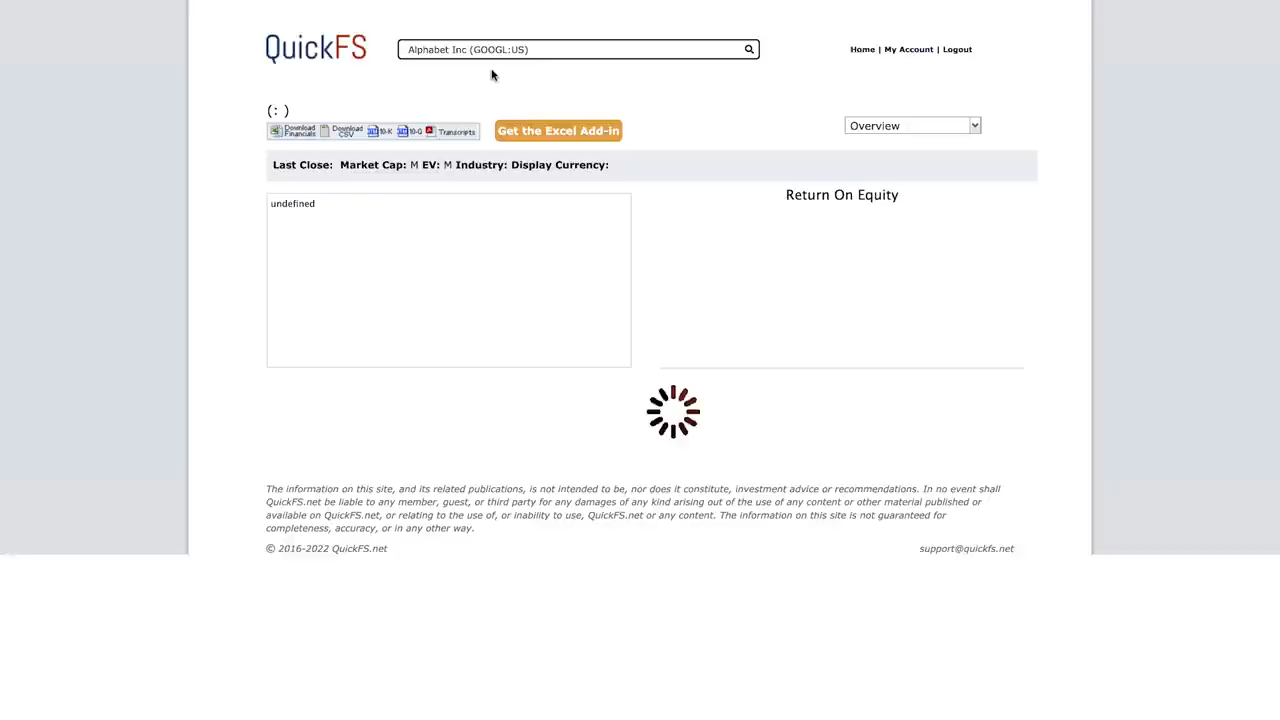 QuickFS
Alphabet Inc (GOOGL:US)
Home | My Account | Logout
(: )
Download Financials
Download CSV
10-K
10-Q
Transcripts
Get the Excel Add-in
Overview
Last Close: Market Cap: M EV: M Industry: Display Currency:
undefined
Return On Equity
The information on this site, and its related publications, is not intended to be, nor does it constitute, investment advice or recommendations. In no event shall
QuickFS.net be liable to any member, guest, or third party for any damages of any kind arising out of the use of any content or other material published or
available on QuickFS.net, or relating to the use of, or inability to use, QuickFS.net or any content. The information on this site is not guaranteed for
completeness, accuracy, or in any other way.
© 2016-2022 QuickFS.net
support@quickfs.net